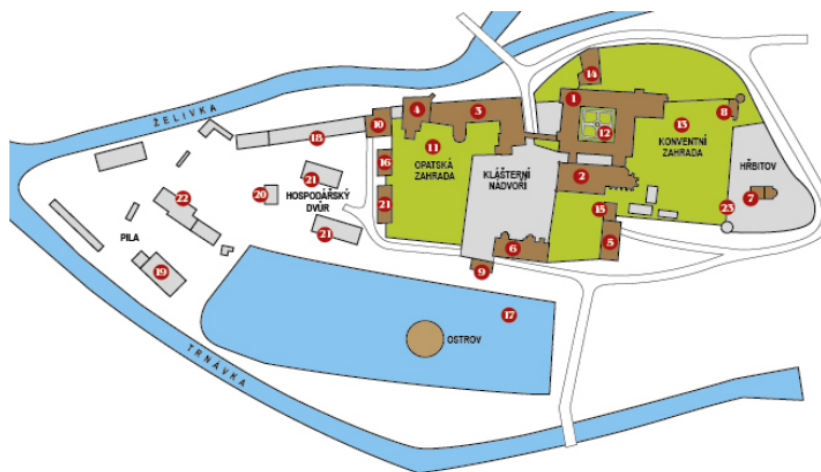 ŽELIVKA
14
1
8
4
3
10
12
13
18
11
KONVENTNÍ
ZAHRADA
OPATSKÁ
ZAHRADA
16
HŘBITOV
21
KLÁŠTERNÍ
NÁDVOŘÍ
2
20
HOSPODÁŘSKÝ
DVŮR
22
21
7
15
23
21
PILA
6
5
19
9
17
OSTROV
TRNÁVKA